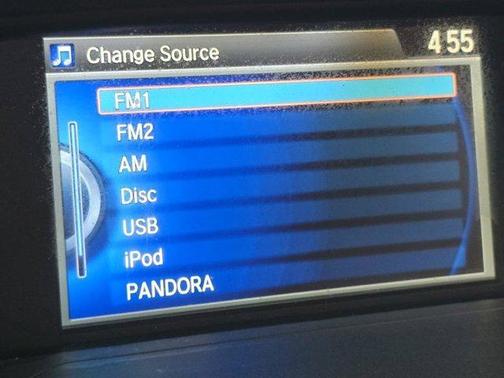 Change Source
4:55
FM1
FM2
AM
Disc
USB
iPod
PANDORA